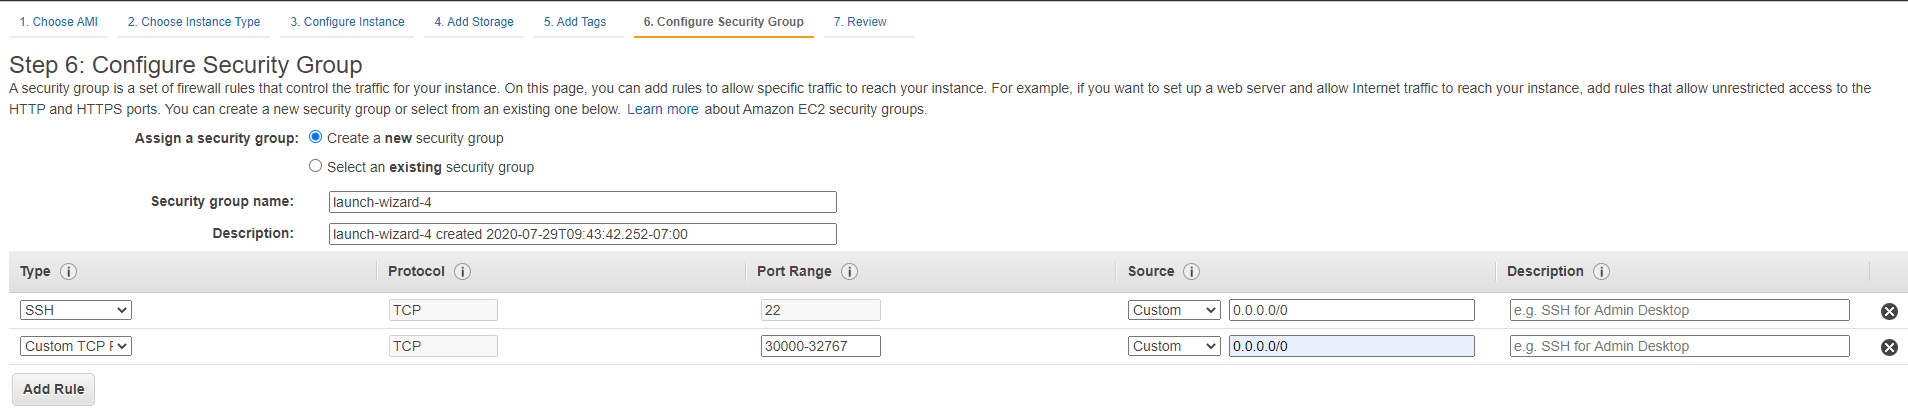 1. Choose AMI 2. Choose Instance Type 3. Configure Instance 4. Add Storage 5. Add Tags 6. Configure Security Group 7. Review
Step 6: Configure Security Group
A security group is a set of firewall rules that control the traffic for your instance. On this page, you can add rules to allow specific traffic to reach your instance. For example, if you want to set up a web server and allow Internet traffic to reach your instance, add rules that allow unrestricted access to the
HTTP and HTTPS ports. You can create a new security group or select from an existing one below. Learn more about Amazon EC2 security groups.
Assign a security group: Create a new security group
Select an existing security group
Security group name: launch-wizard-4
Description: launch-wizard-4 created 2020-07-29T09:43:42.252-07:00
Type i Protocol i Port Range i Source i Description i
SSH TCP 22 Custom 0.0.0.0/0 e.g. SSH for Admin Desktop
Custom TCP TCP 30000-32767 Custom 0.0.0.0/0 e.g. SSH for Admin Desktop
Add Rule